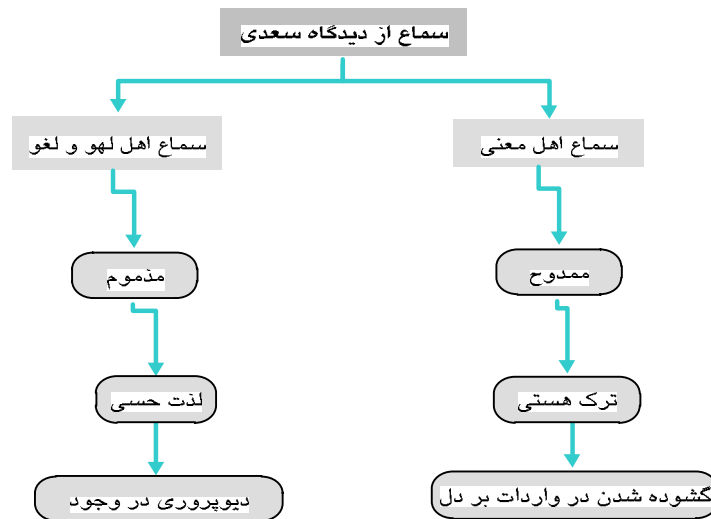 سماع از دیدگاه سعدی
سماع اهل معنی
سماع اهل لهو و لغو
ممدوح
مذموم
ترک هستی
لذت حسی
گشوده شدن در واردات بر دل
دیوپروری در وجود